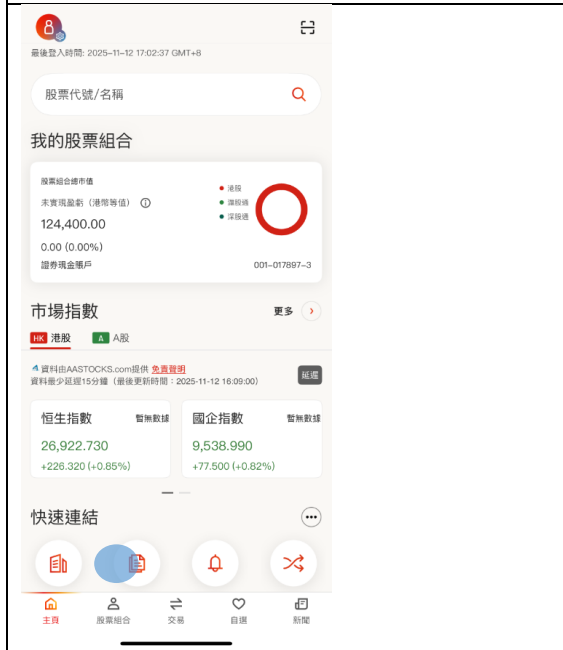 最後登入時間: 2025-11-12 17:02:37 GMT+8
股票代號/名稱
我的股票組合
股票組合總市值
未實現盈虧（港幣等值）
124,400.00
0.00 (0.00%)
證券現金賬戶 001-017897-3
港股
滬股通
深股通
市場指數 更多
HK 港股 A A股
資料由AASTOCKS.com提供 免責聲明
資料最少延遲15分鐘（最後更新時間：2025-11-12 16:09:00）
延遲
恒生指數 暫無數據
26,922.730
+226.320 (+0.85%)
國企指數 暫無數據
9,538.990
+77.500 (+0.82%)
快速連結
主頁 股票組合 交易 自選 新聞